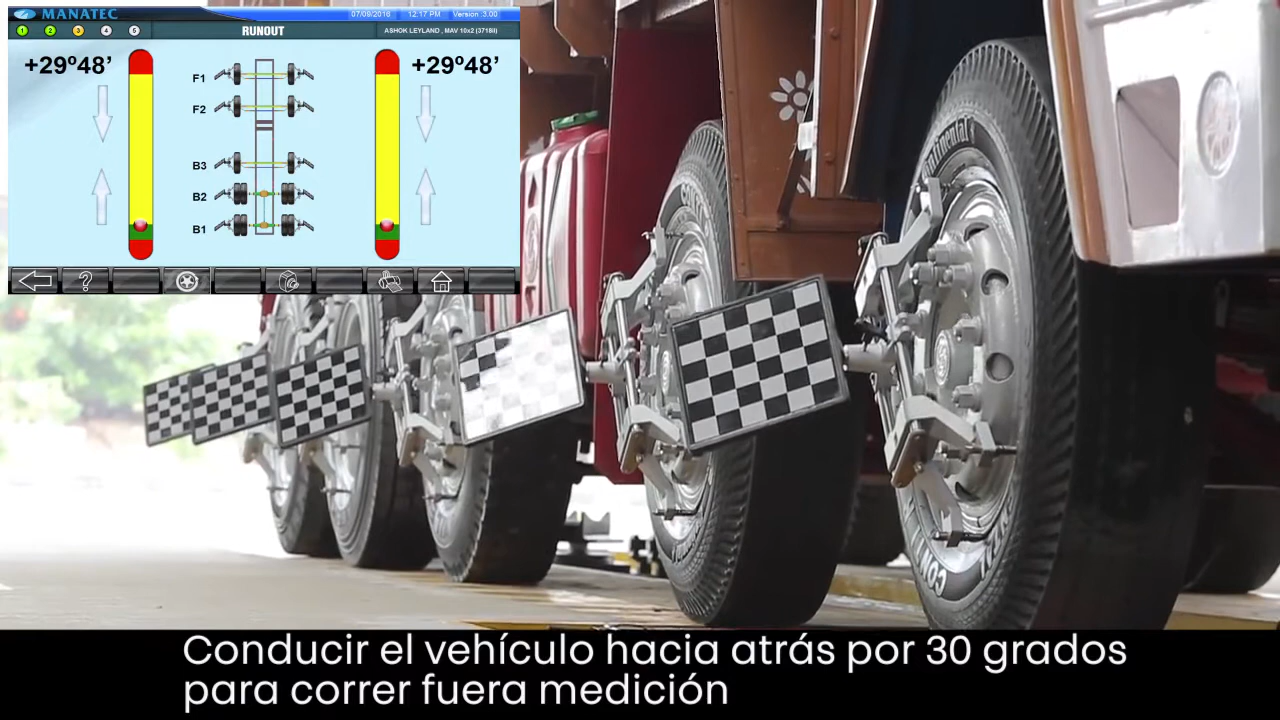 MANATEC
07/09/2016 12:17 PM Version :3.00
1 2 3 4 5
RUNOUT
ASHOK LEYLAND , MAV 10x2 (3718il)
+29º48’
+29º48’
F1
F2
B3
B2
B1
?
Continental
Conducir el vehículo hacia atrás por 30 grados
para correr fuera medición